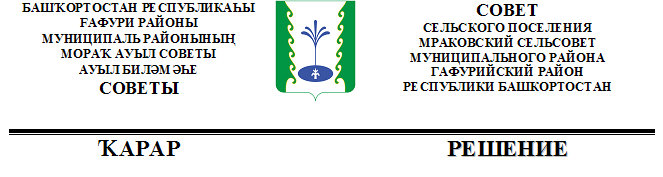 БАШҠОРТОСТАН РЕСПУБЛИКАҺЫ
ҒАФУРИ РАЙОНЫ
МУНИЦИПАЛЬ РАЙОНЫНЫҢ
МОРАҠ АУЫЛ СОВЕТЫ
АУЫЛ БИЛӘМӘҺЕ
СОВЕТЫ
СОВЕТ
СЕЛЬСКОГО ПОСЕЛЕНИЯ
МРАКОВСКИЙ СЕЛЬСОВЕТ
МУНИЦИПАЛЬНОГО РАЙОНА
ГАФУРИЙСКИЙ РАЙОН
РЕСПУБЛИКИ БАШКОРТОСТАН
ҠАРАР
РЕШЕНИЕ